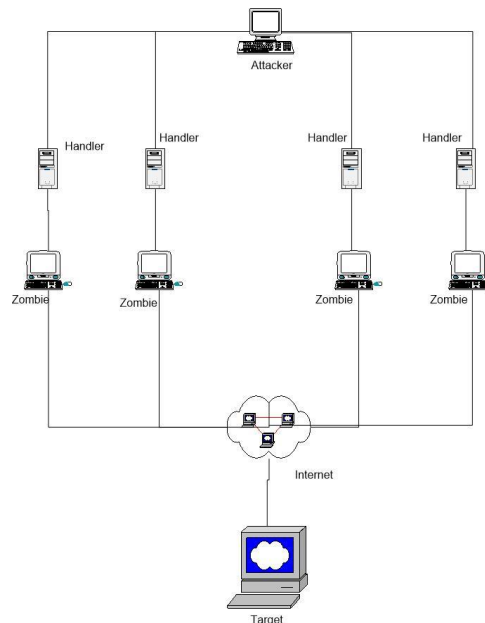 Attacker
Handler
Handler
Handler
Handler
Zombie
Zombie
Zombie
Zombie
Internet
Target